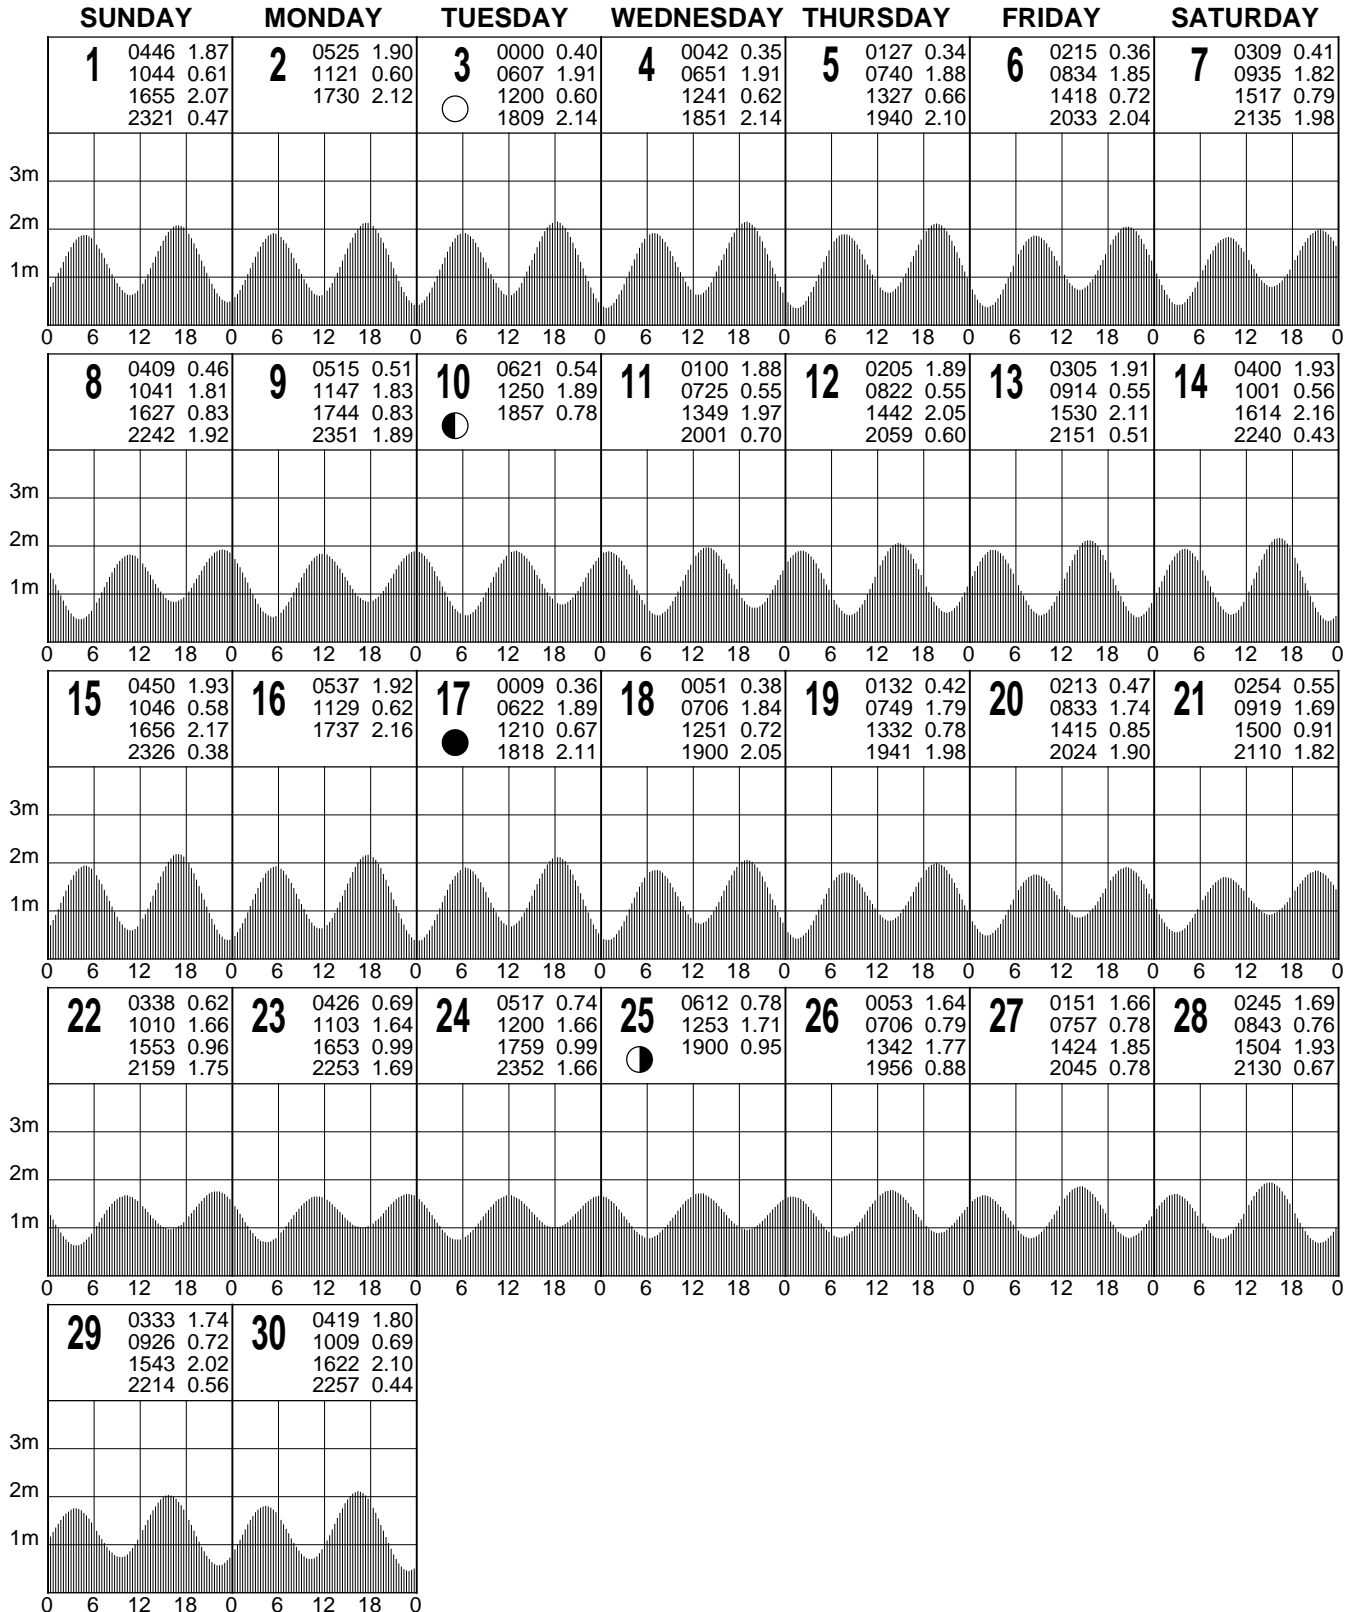 SUNDAY MONDAY TUESDAY WEDNESDAY THURSDAY FRIDAY SATURDAY
1 0446 1.87
1044 0.61
1655 2.07
2321 0.47
2 0525 1.90
1121 0.60
1730 2.12
3 0000 0.40
0607 1.91
1200 0.60
1809 2.14
4 0042 0.35
0651 1.91
1241 0.62
1851 2.14
5 0127 0.34
0740 1.88
1327 0.66
1940 2.10
6 0215 0.36
0834 1.85
1418 0.72
2033 2.04
7 0309 0.41
0935 1.82
1517 0.79
2135 1.98
3m
2m
1m
0 6 12 18 0 6 12 18 0 6 12 18 0 6 12 18 0 6 12 18 0 6 12 18 0 6 12 18 0
8 0409 0.46
1041 1.81
1627 0.83
2242 1.92
9 0515 0.51
1147 1.83
1744 0.83
2351 1.89
10 0621 0.54
1250 1.89
1857 0.78
11 0100 1.88
0725 0.55
1349 1.97
2001 0.70
12 0205 1.89
0822 0.55
1442 2.05
2059 0.60
13 0305 1.91
0914 0.55
1530 2.11
2151 0.51
14 0400 1.93
1001 0.56
1614 2.16
2240 0.43
3m
2m
1m
0 6 12 18 0 6 12 18 0 6 12 18 0 6 12 18 0 6 12 18 0 6 12 18 0 6 12 18 0
15 0450 1.93
1046 0.58
1656 2.17
2326 0.38
16 0537 1.92
1129 0.62
1737 2.16
17 0009 0.36
0622 1.89
1210 0.67
1818 2.11
18 0051 0.38
0706 1.84
1251 0.72
1900 2.05
19 0132 0.42
0749 1.79
1332 0.78
1941 1.98
20 0213 0.47
0833 1.74
1415 0.85
2024 1.90
21 0254 0.55
0919 1.69
1500 0.91
2110 1.82
3m
2m
1m
0 6 12 18 0 6 12 18 0 6 12 18 0 6 12 18 0 6 12 18 0 6 12 18 0 6 12 18 0
22 0338 0.62
1010 1.66
1553 0.96
2159 1.75
23 0426 0.69
1103 1.64
1653 0.99
2253 1.69
24 0517 0.74
1200 1.66
1759 0.99
2352 1.66
25 0612 0.78
1253 1.71
1900 0.95
26 0053 1.64
0706 0.79
1342 1.77
1956 0.88
27 0151 1.66
0757 0.78
1424 1.85
2045 0.78
28 0245 1.69
0843 0.76
1504 1.93
2130 0.67
3m
2m
1m
0 6 12 18 0 6 12 18 0 6 12 18 0 6 12 18 0 6 12 18 0 6 12 18 0 6 12 18 0
29 0333 1.74
0926 0.72
1543 2.02
2214 0.56
30 0419 1.80
1009 0.69
1622 2.10
2257 0.44
3m
2m
1m
0 6 12 18 0 6 12 18 0